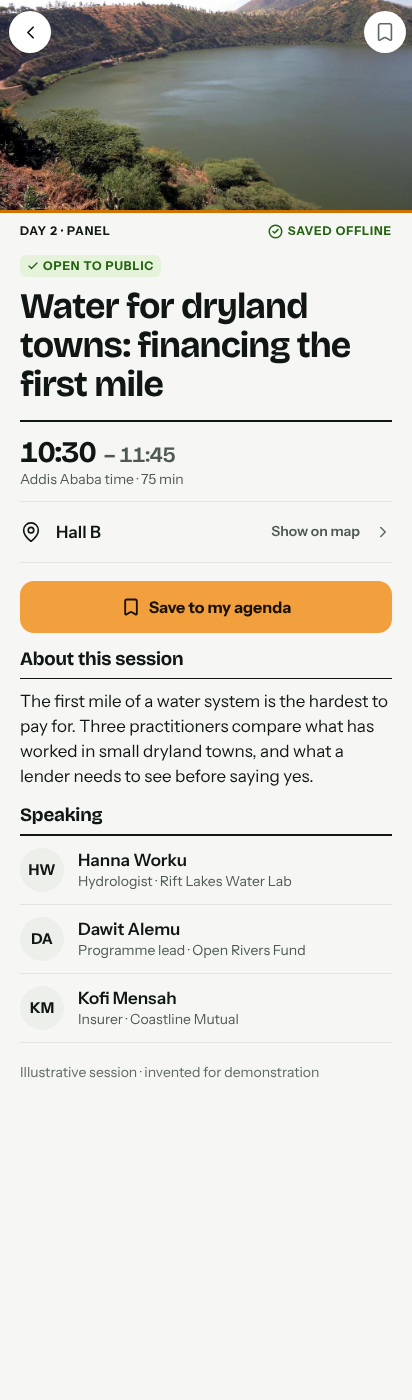 DAY 2 · PANEL
SAVED OFFLINE
OPEN TO PUBLIC
Water for dryland
towns: financing the
first mile
10:30 – 11:45
Addis Ababa time · 75 min
Hall B
Show on map
Save to my agenda
About this session
The first mile of a water system is the hardest to
pay for. Three practitioners compare what has
worked in small dryland towns, and what a
lender needs to see before saying yes.
Speaking
HW
Hanna Worku
Hydrologist · Rift Lakes Water Lab
DA
Dawit Alemu
Programme lead · Open Rivers Fund
KM
Kofi Mensah
Insurer · Coastline Mutual
Illustrative session · invented for demonstration